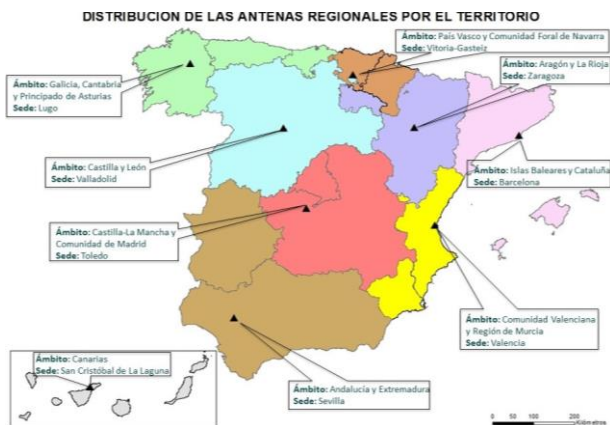 DISTRIBUCION DE LAS ANTENAS REGIONALES POR EL TERRITORIO
Ámbito: País Vasco y Comunidad Foral de Navarra
Sede: Vitoria-Gasteiz
Ámbito: Galicia, Cantabria
y Principado de Asturias
Sede: Lugo
Ámbito: Aragón y La Rioja
Sede: Zaragoza
Ámbito: Castilla y León
Sede: Valladolid
Ámbito: Islas Baleares y Cataluña
Sede: Barcelona
Ámbito: Castilla-La Mancha y
Comunidad de Madrid
Sede: Toledo
Ámbito: Comunidad Valenciana
y Región de Murcia
Sede: Valencia
Ámbito: Canarias
Sede: San Cristóbal de La Laguna
Ámbito: Andalucía y Extremadura
Sede: Sevilla
0 50 100 200
Kilómetros